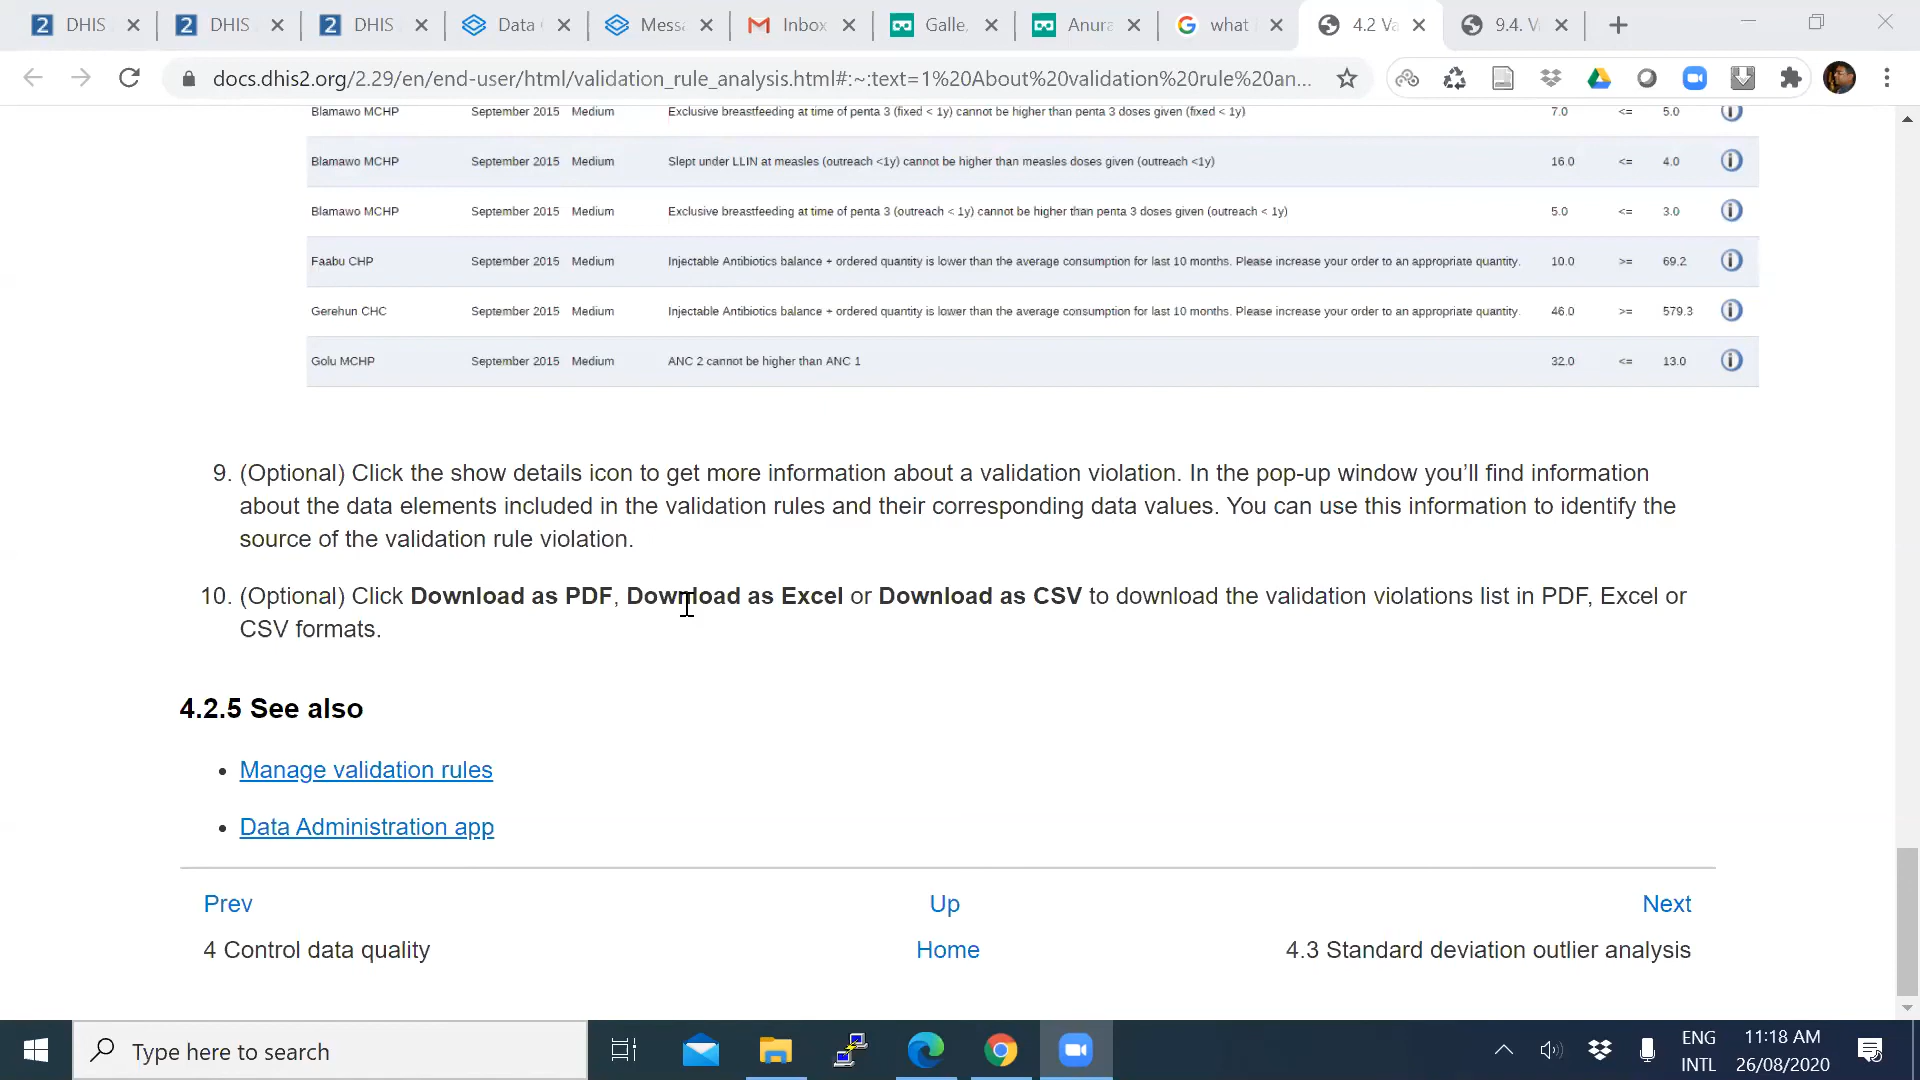 DHIS
DHIS
DHIS
Data
Messa
Inbox
Galle,
Anura
what
4.2 Va
9.4. V
docs.dhis2.org/2.29/en/end-user/html/validation_rule_analysis.html#:~:text=1%20About%20validation%20rule%20an...
Blamawo MCHP September 2015 Medium Exclusive breastfeeding at time of penta 3 (fixed < 1y) cannot be higher than penta 3 doses given (fixed < 1y) 7.0 <= 5.0
Blamawo MCHP September 2015 Medium Slept under LLIN at measles (outreach <1y) cannot be higher than measles doses given (outreach <1y) 16.0 <= 4.0
Blamawo MCHP September 2015 Medium Exclusive breastfeeding at time of penta 3 (outreach < 1y) cannot be higher than penta 3 doses given (outreach < 1y) 5.0 <= 3.0
Faabu CHP September 2015 Medium Injectable Antibiotics balance + ordered quantity is lower than the average consumption for last 10 months. Please increase your order to an appropriate quantity. 10.0 >= 69.2
Gerehun CHC September 2015 Medium Injectable Antibiotics balance + ordered quantity is lower than the average consumption for last 10 months. Please increase your order to an appropriate quantity. 46.0 >= 579.3
Golu MCHP September 2015 Medium ANC 2 cannot be higher than ANC 1 32.0 <= 13.0
9. (Optional) Click the show details icon to get more information about a validation violation. In the pop-up window you’ll find information
about the data elements included in the validation rules and their corresponding data values. You can use this information to identify the
source of the validation rule violation.
10. (Optional) Click Download as PDF, Download as Excel or Download as CSV to download the validation violations list in PDF, Excel or
CSV formats.
4.2.5 See also
• Manage validation rules
• Data Administration app
Prev Up Next
4 Control data quality Home 4.3 Standard deviation outlier analysis
Type here to search
ENG 11:18 AM
INTL 26/08/2020